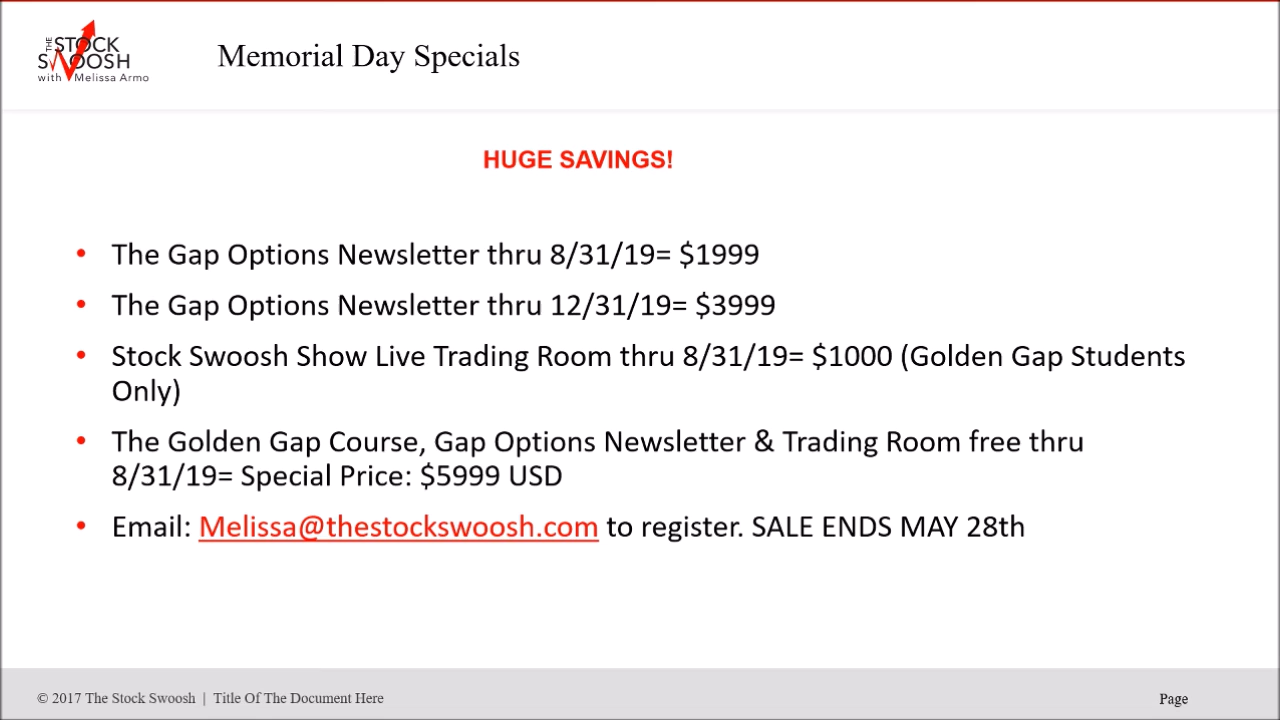 THE
STOCK
SWOOSH
with Melissa Armo
Memorial Day Specials
HUGE SAVINGS!
• The Gap Options Newsletter thru 8/31/19= $1999
• The Gap Options Newsletter thru 12/31/19= $3999
• Stock Swoosh Show Live Trading Room thru 8/31/19= $1000 (Golden Gap Students
Only)
• The Golden Gap Course, Gap Options Newsletter & Trading Room free thru
8/31/19= Special Price: $5999 USD
• Email: Melissa@thestockswoosh.com to register. SALE ENDS MAY 28th
© 2017 The Stock Swoosh | Title Of The Document Here
Page